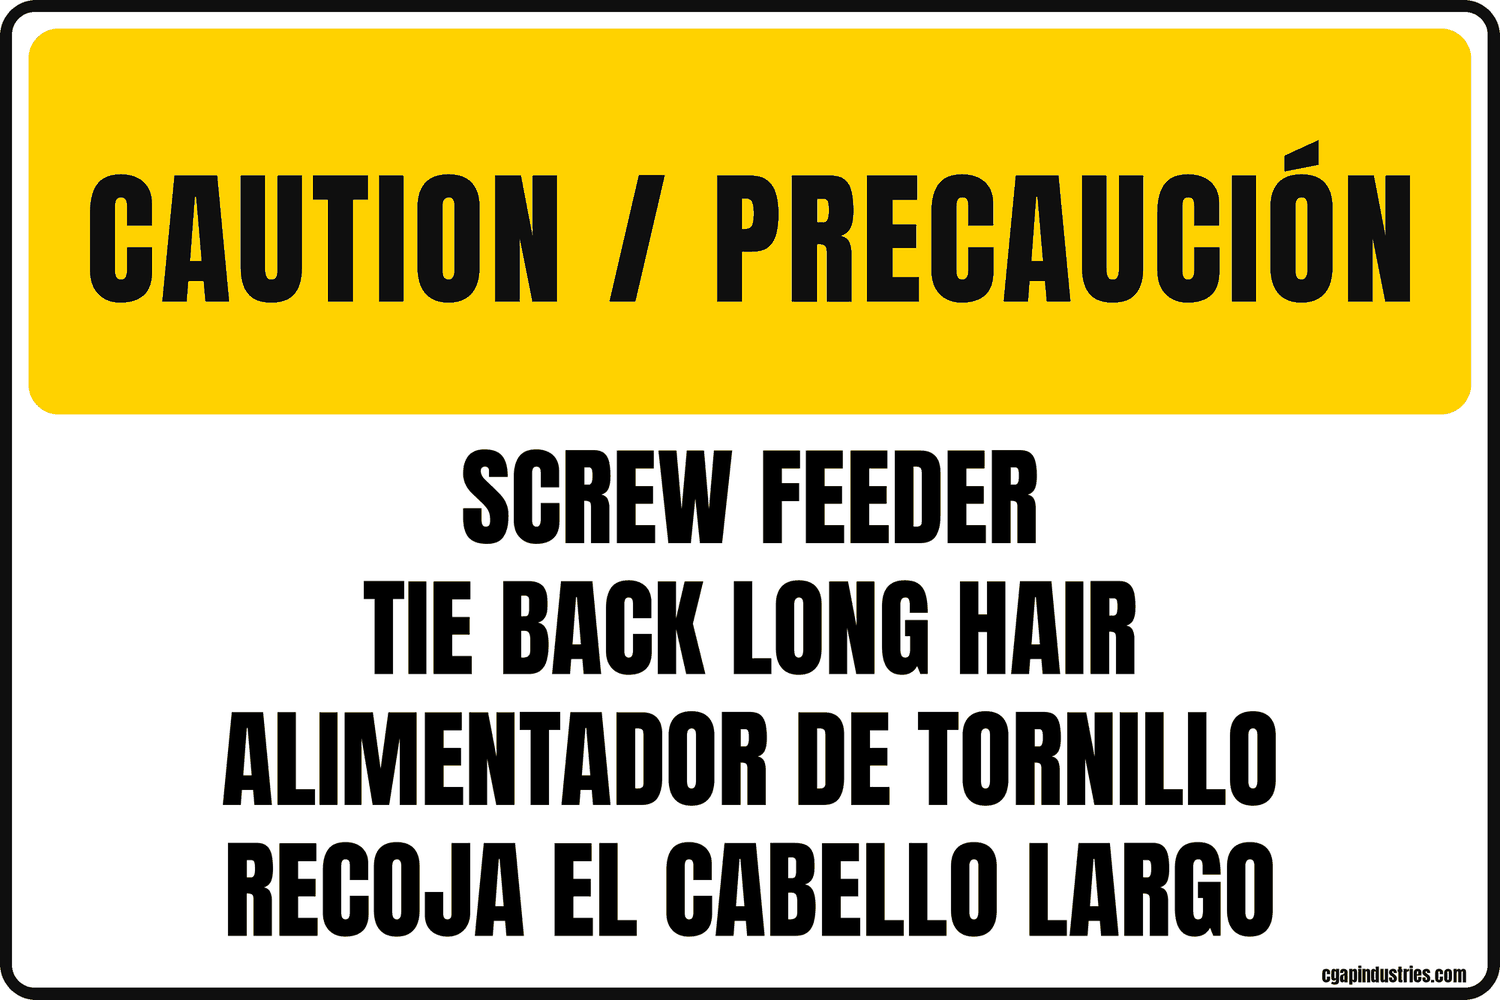 CAUTION / PRECAUCIÓN
SCREW FEEDER
TIE BACK LONG HAIR
ALIMENTADOR DE TORNILLO
RECOJA EL CABELLO LARGO
cgapindustries.com